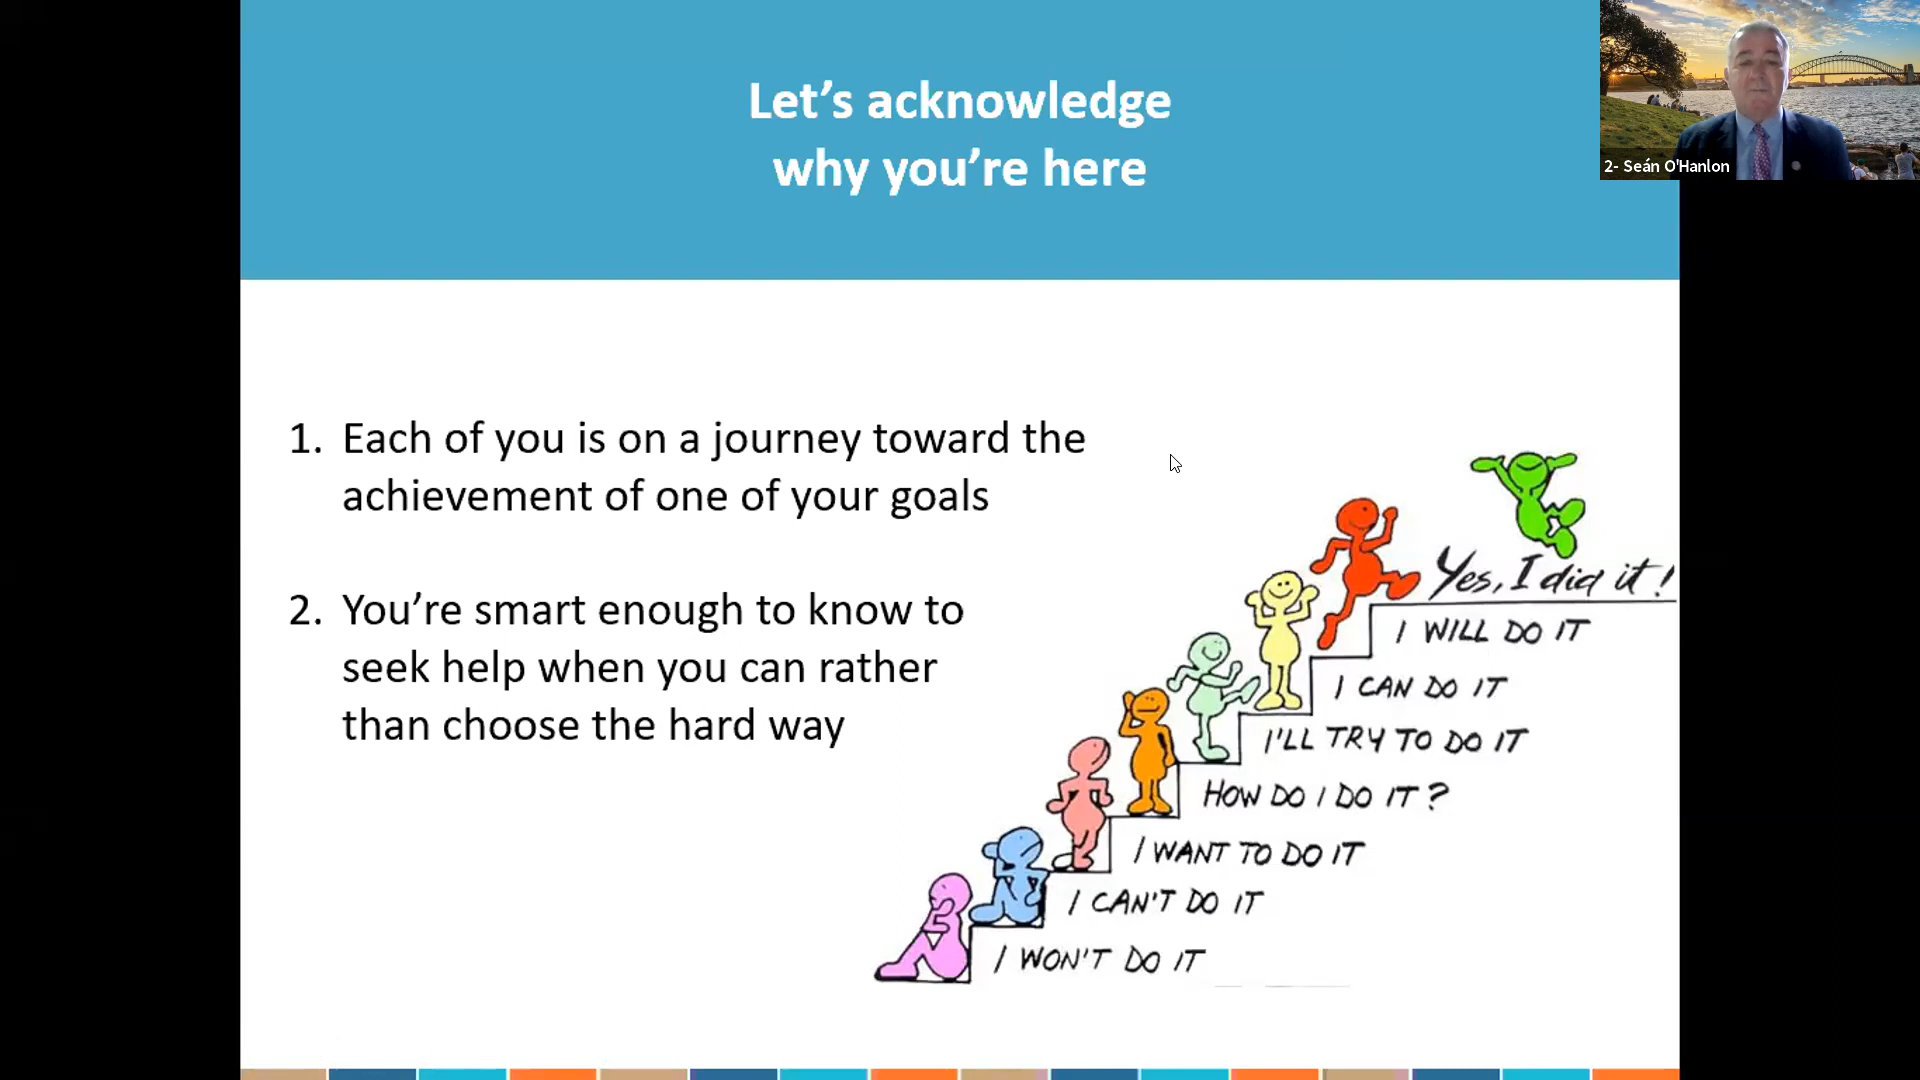 Let’s acknowledge
why you’re here
2- Seán O'Hanlon
1. Each of you is on a journey toward the
achievement of one of your goals
2. You’re smart enough to know to
seek help when you can rather
than choose the hard way
Yes, I did it!
I WILL DO IT
I CAN DO IT
I'LL TRY TO DO IT
HOW DO I DO IT?
I WANT TO DO IT
I CAN'T DO IT
I WON'T DO IT